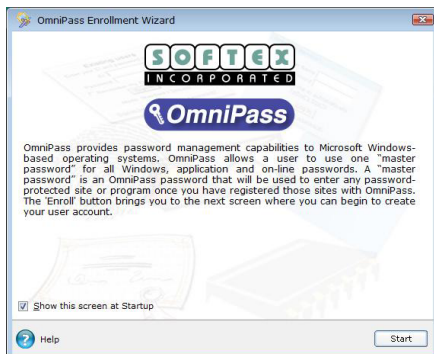 OmniPass Enrollment Wizard
SOFTEX
INCORPORATED
OmniPass
OmniPass provides password management capabilities to Microsoft Windows-
based operating systems. OmniPass allows a user to use one "master
password" for all Windows, application and on-line passwords. A "master
password" is an OmniPass password that will be used to enter any password-
protected site or program once you have registered those sites with OmniPass.
The 'Enroll' button brings you to the next screen where you can begin to create
your user account.
Show this screen at Startup
Help
Start